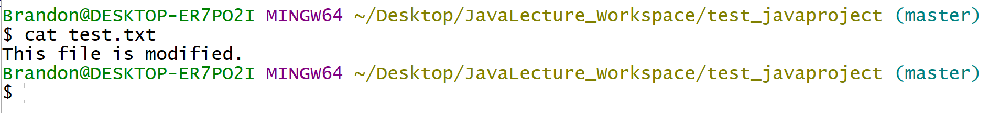 Brandon@DESKTOP-ER7PO2I MINGW64 ~/Desktop/JavaLecture_Workspace/test_javaproject (master)
$ cat test.txt
This file is modified.
Brandon@DESKTOP-ER7PO2I MINGW64 ~/Desktop/JavaLecture_Workspace/test_javaproject (master)
$